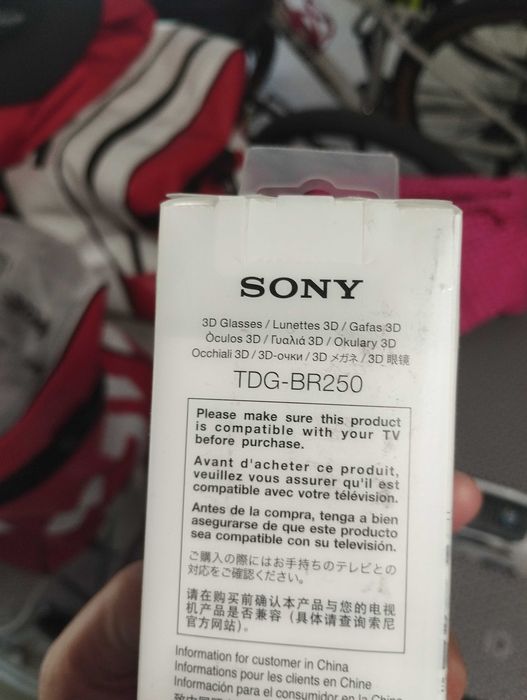 SONY
3D Glasses / Lunettes 3D / Gafas 3D
Óculos 3D / Γυαλιά 3D / Okulary 3D
Occhiali 3D / 3D-очки / 3D メガネ / 3D 眼镜
TDG-BR250
Please make sure this product
is compatible with your TV
before purchase.
Avant d'acheter ce produit,
veuillez vous assurer qu'il est
compatible avec votre télévision.
Antes de la compra, tenga a bien
asegurarse de que este producto
sea compatible con su televisión.
ご購入の際にはお手持ちのテレビとの
対応をご確認ください。
请在购买前确认本产品与您的电视
机产品是否兼容（具体请查询索尼
官方网站）。
Information for customer in China
Informations pour les clients en Chine
Información para el consumidor en la China